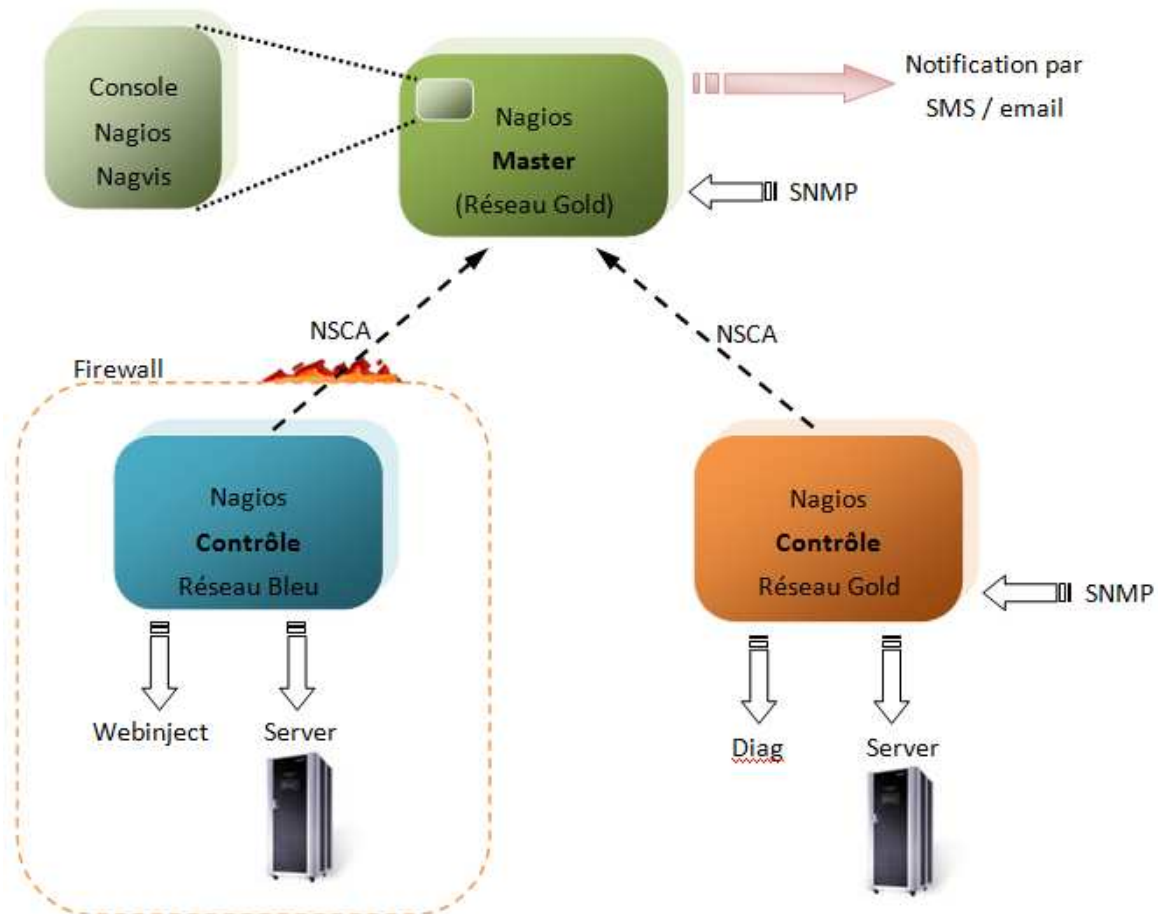 Console
Nagios
Nagvis
Nagios
Master
(Réseau Gold)
Notification par
SMS / email
SNMP
NSCA
NSCA
Firewall
Nagios
Contrôle
Réseau Bleu
Nagios
Contrôle
Réseau Gold
SNMP
Webinject
Server
Diag
Server